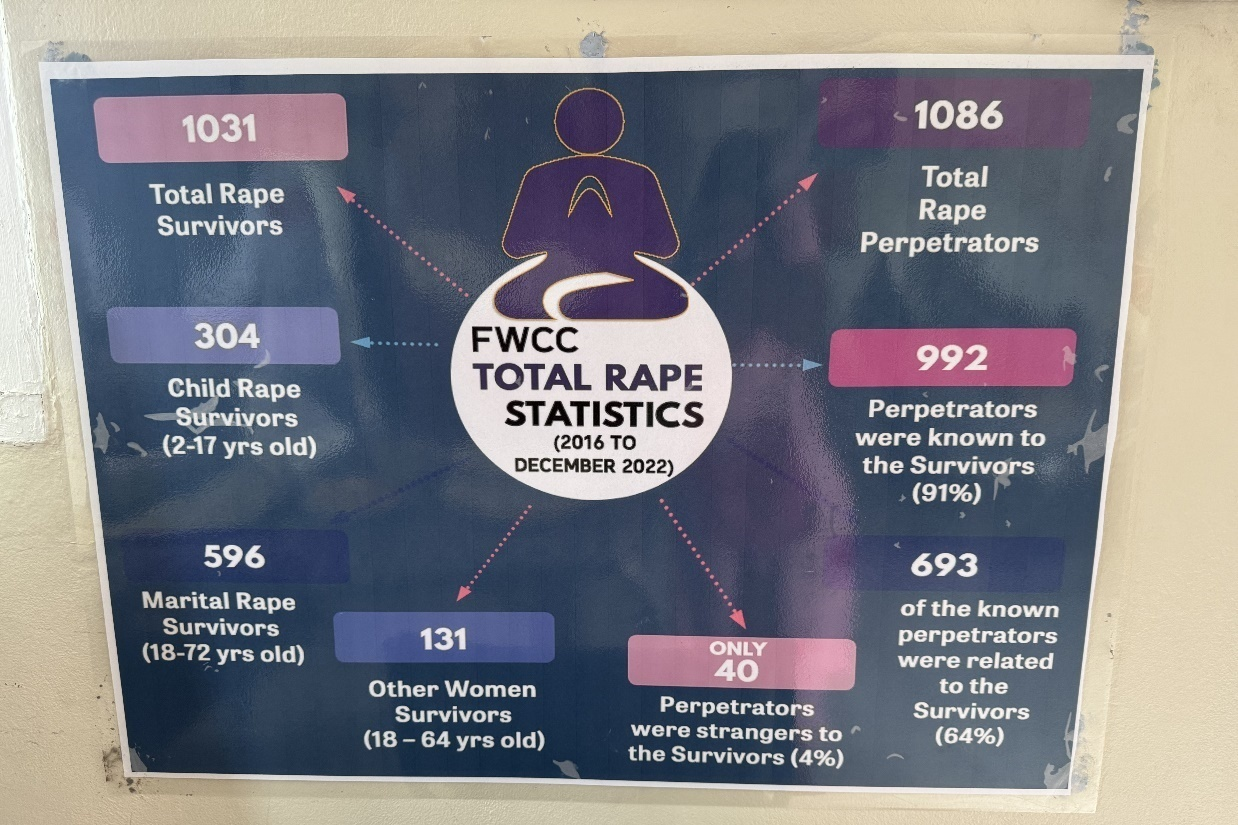 1031
Total Rape
Survivors
1086
Total
Rape
Perpetrators
FWCC
TOTAL RAPE
STATISTICS
(2016 TO
DECEMBER 2022)
304
Child Rape
Survivors
(2-17 yrs old)
992
Perpetrators
were known to
the Survivors
(91%)
596
Marital Rape
Survivors
(18-72 yrs old)
131
Other Women
Survivors
(18 – 64 yrs old)
ONLY
40
Perpetrators
were strangers to
the Survivors (4%)
693
of the known
perpetrators
were related
to the
Survivors
(64%)